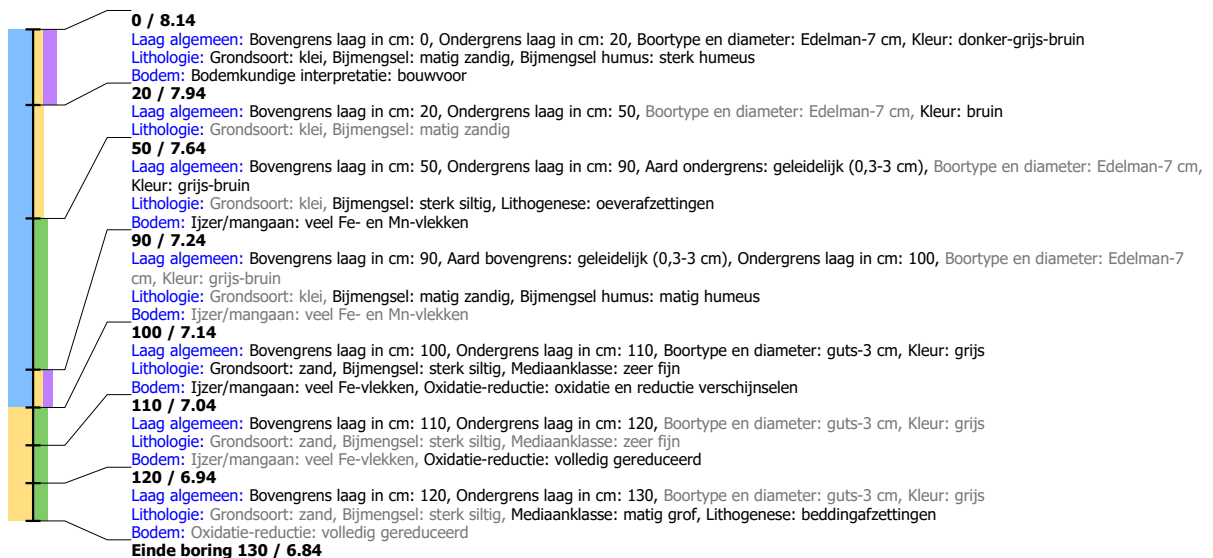 0 / 8.14
Laag algemeen: Bovengrens laag in cm: 0, Ondergrens laag in cm: 20, Boortype en diameter: Edelman-7 cm, Kleur: donker-grijs-bruin
Lithologie: Grondsoort: klei, Bijmengsel: matig zandig, Bijmengsel humus: sterk humeus
Bodem: Bodemkundige interpretatie: bouwvoor
20 / 7.94
Laag algemeen: Bovengrens laag in cm: 20, Ondergrens laag in cm: 50, Boortype en diameter: Edelman-7 cm, Kleur: bruin
Lithologie: Grondsoort: klei, Bijmengsel: matig zandig
50 / 7.64
Laag algemeen: Bovengrens laag in cm: 50, Ondergrens laag in cm: 90, Aard ondergrens: geleidelijk (0,3-3 cm), Boortype en diameter: Edelman-7 cm,
Kleur: grijs-bruin
Lithologie: Grondsoort: klei, Bijmengsel: sterk siltig, Lithogenese: oeverafzettingen
Bodem: Ijzer/mangaan: veel Fe- en Mn-vlekken
90 / 7.24
Laag algemeen: Bovengrens laag in cm: 90, Aard bovengrens: geleidelijk (0,3-3 cm), Ondergrens laag in cm: 100, Boortype en diameter: Edelman-7
cm, Kleur: grijs-bruin
Lithologie: Grondsoort: klei, Bijmengsel: matig zandig, Bijmengsel humus: matig humeus
Bodem: Ijzer/mangaan: veel Fe- en Mn-vlekken
100 / 7.14
Laag algemeen: Bovengrens laag in cm: 100, Ondergrens laag in cm: 110, Boortype en diameter: guts-3 cm, Kleur: grijs
Lithologie: Grondsoort: zand, Bijmengsel: sterk siltig, Mediaanklasse: zeer fijn
Bodem: Ijzer/mangaan: veel Fe-vlekken, Oxidatie-reductie: oxidatie en reductie verschijnselen
110 / 7.04
Laag algemeen: Bovengrens laag in cm: 110, Ondergrens laag in cm: 120, Boortype en diameter: guts-3 cm, Kleur: grijs
Lithologie: Grondsoort: zand, Bijmengsel: sterk siltig, Mediaanklasse: zeer fijn
Bodem: Ijzer/mangaan: veel Fe-vlekken, Oxidatie-reductie: volledig gereduceerd
120 / 6.94
Laag algemeen: Bovengrens laag in cm: 120, Ondergrens laag in cm: 130, Boortype en diameter: guts-3 cm, Kleur: grijs
Lithologie: Grondsoort: zand, Bijmengsel: sterk siltig, Mediaanklasse: matig grof, Lithogenese: beddingafzettingen
Bodem: Oxidatie-reductie: volledig gereduceerd
Einde boring 130 / 6.84